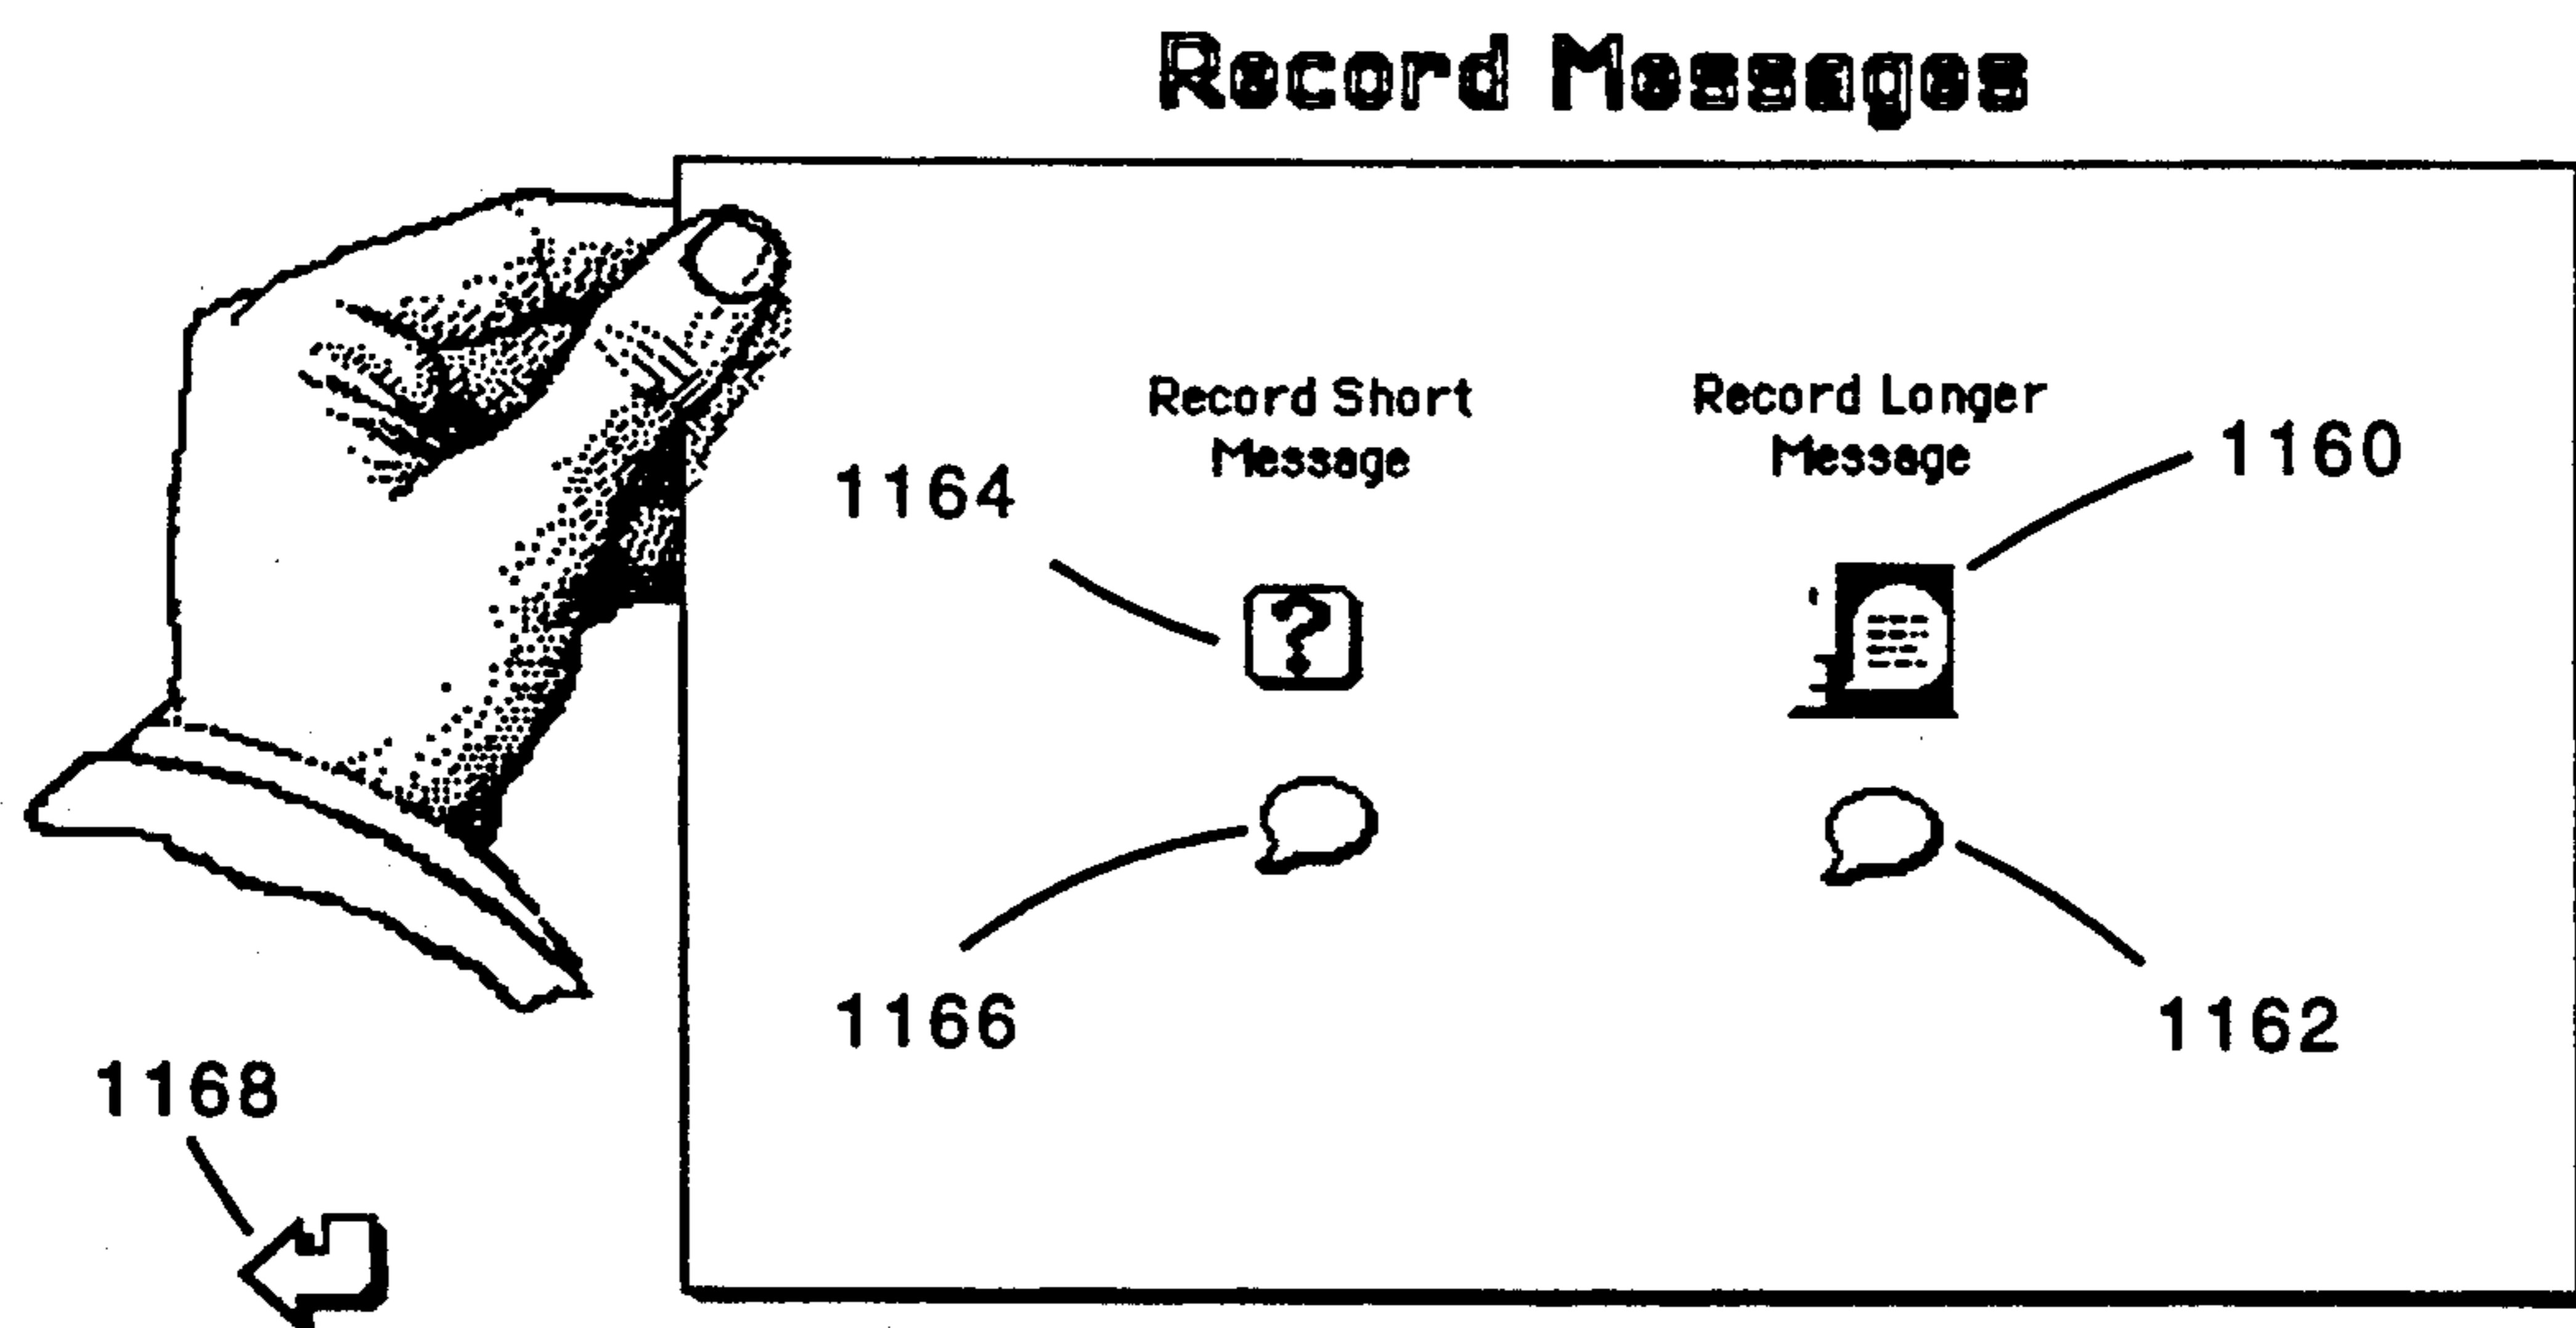 Record Messages
Record Short
Message
Record Longer
Message
1160
1164
?
1166
1162
1168